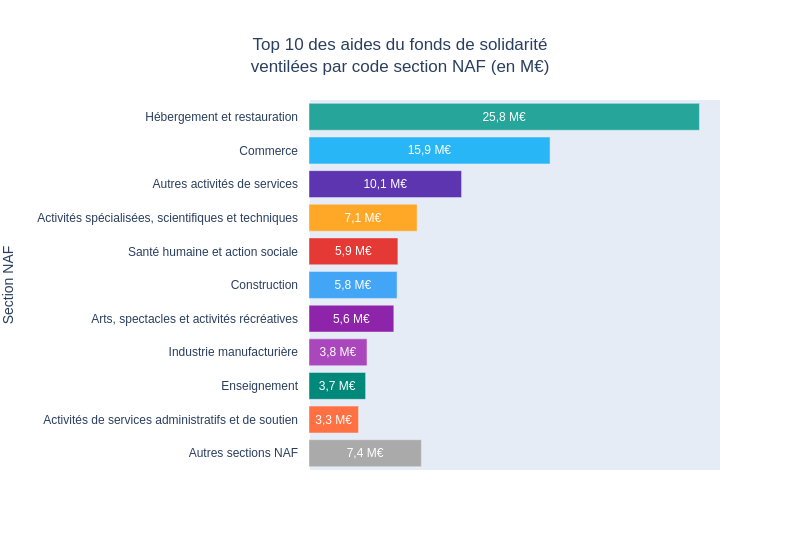 Top 10 des aides du fonds de solidarité
ventilées par code section NAF (en M€)
Section NAF
Hébergement et restauration 25,8 M€
Commerce 15,9 M€
Autres activités de services 10,1 M€
Activités spécialisées, scientifiques et techniques 7,1 M€
Santé humaine et action sociale 5,9 M€
Construction 5,8 M€
Arts, spectacles et activités récréatives 5,6 M€
Industrie manufacturière 3,8 M€
Enseignement 3,7 M€
Activités de services administratifs et de soutien 3,3 M€
Autres sections NAF 7,4 M€